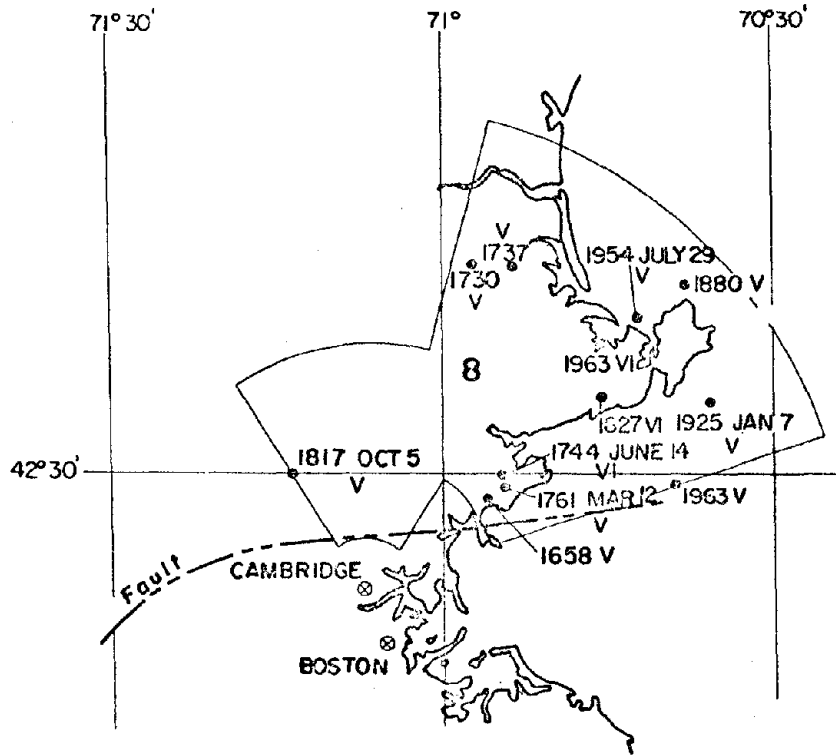 71°30'
71°
70°30'
V
1737
1730
V
1954 JULY 29
V
1880 V
1963 VI
8
1627 VI
1925 JAN 7
V
1817 OCT 5
V
1744 JUNE 14
VI
42°30'
1761 MAR 12
V
1963 V
1658 V
Fault
CAMBRIDGE
BOSTON